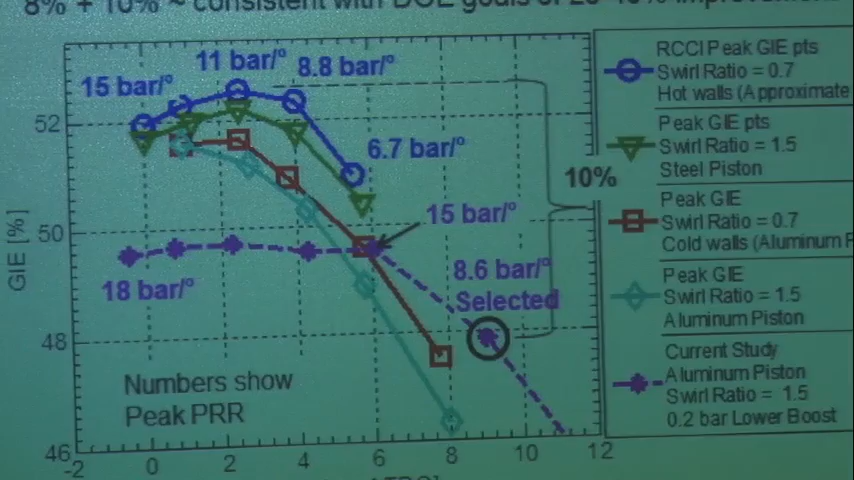 8% + 10% ~ consistent with DOE goals of 20-40% improvement
15 bar/°
11 bar/°
8.8 bar/°
6.7 bar/°
15 bar/°
8.6 bar/°
Selected
18 bar/°
10%
Numbers show
Peak PRR
GIE [%]
52
50
48
46
-2
0
2
4
6
8
10
12
RCCI Peak GIE pts
Swirl Ratio = 0.7
Hot walls (Approximate
Peak GIE pts
Swirl Ratio = 1.5
Steel Piston
Peak GIE
Swirl Ratio = 0.7
Cold walls (Aluminum P
Peak GIE
Swirl Ratio = 1.5
Aluminum Piston
Current Study
Aluminum Piston
Swirl Ratio = 1.5
0.2 bar Lower Boost